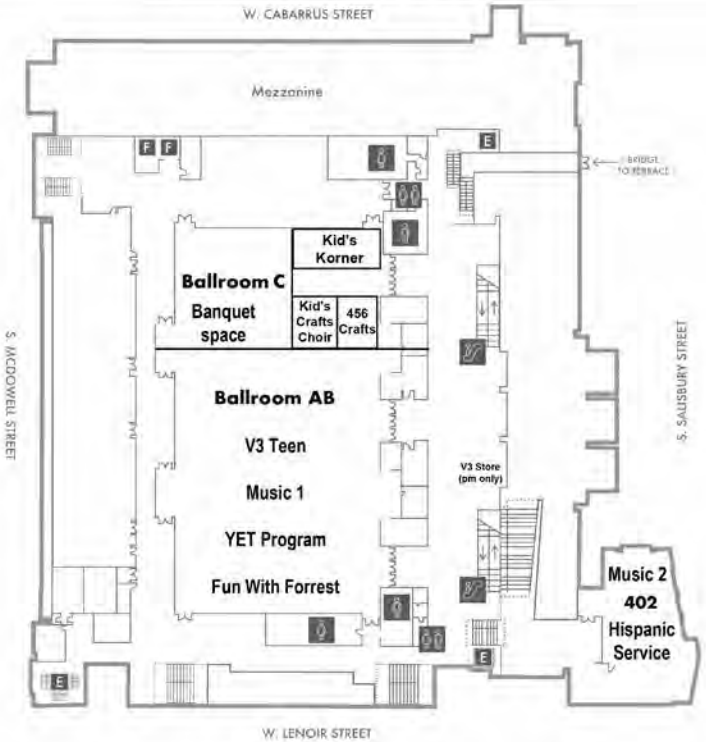 W. CABARRUS STREET
Mezzanine
F F
E
BRIDGE
TO TERRACE
Kid's
Korner
Ballroom C
Banquet
space
Kid's
Crafts
Choir
456
Crafts
S. MCDOWELL STREET
S. SALISBURY STREET
Ballroom AB
V3 Teen
Music 1
YET Program
Fun With Forrest
V3 Store
(pm only)
Music 2
402
Hispanic
Service
E
E
W. LENOIR STREET